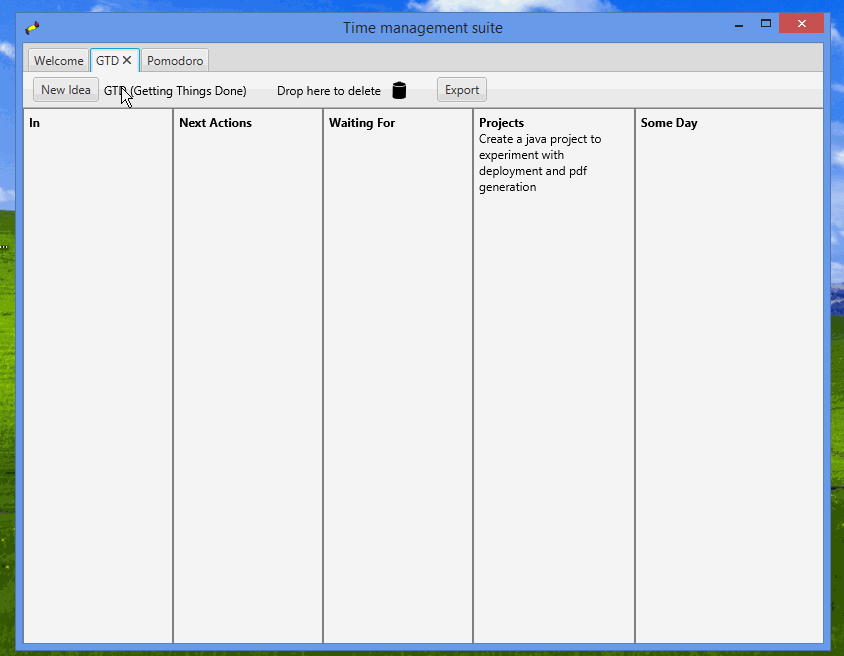 Time management suite
Welcome GTD Pomodoro
New Idea (Getting Things Done) Drop here to delete Export
In Next Actions Waiting For Projects Some Day
Create a java project to
experiment with
deployment and pdf
generation